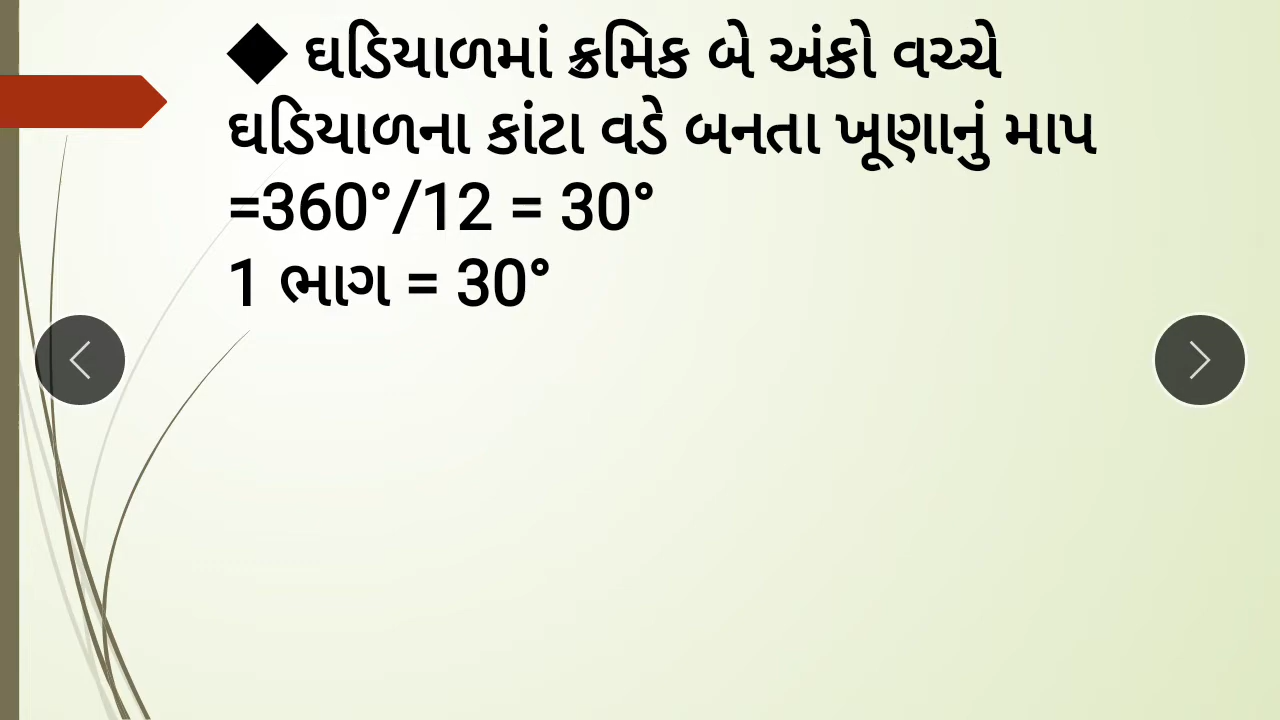 ◆ ઘડિયાળમાં ક્રમિક બે અંકો વચ્ચે
ઘડિયાળના કાંટા વડે બનતા ખૂણાનું માપ
=360°/12 = 30°
1 ભાગ = 30°